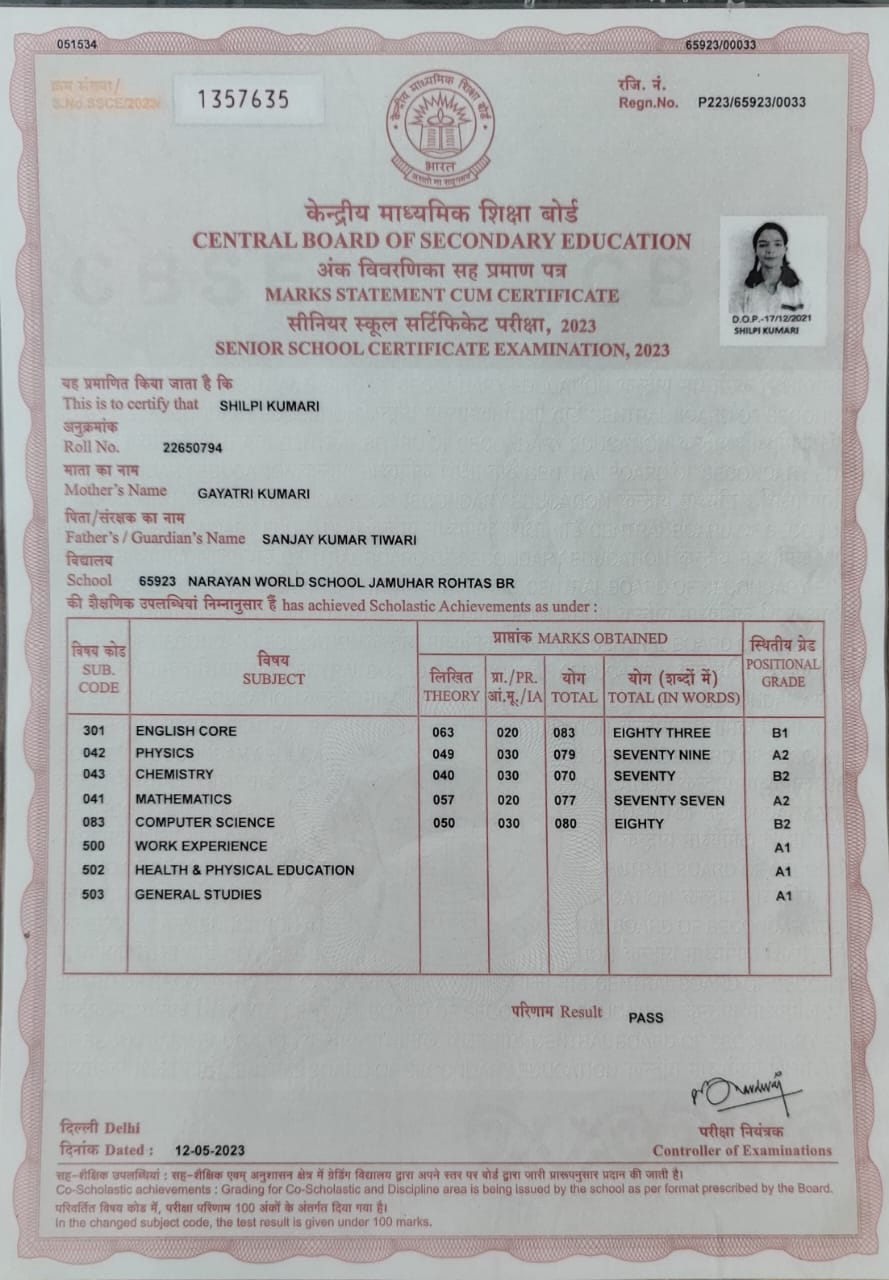 051534
65923/00033
क्रम संख्या/
S.No.SSCE/2023/
1357635
रजि. नं.
Regn.No. P223/65923/0033
केन्द्रीय माध्यमिक शिक्षा बोर्ड
भारत
असतो मा सद्गमय
केन्द्रीय माध्यमिक शिक्षा बोर्ड
CENTRAL BOARD OF SECONDARY EDUCATION
अंक विवरणिका सह प्रमाण पत्र
MARKS STATEMENT CUM CERTIFICATE
सीनियर स्कूल सर्टिफिकेट परीक्षा, 2023
SENIOR SCHOOL CERTIFICATE EXAMINATION, 2023
D.O.P.-17/12/2021
SHILPI KUMARI
यह प्रमाणित किया जाता है कि
This is to certify that SHILPI KUMARI
अनुक्रमांक
Roll No. 22650794
माता का नाम
Mother's Name GAYATRI KUMARI
पिता/संरक्षक का नाम
Father's / Guardian's Name SANJAY KUMAR TIWARI
विद्यालय
School 65923 NARAYAN WORLD SCHOOL JAMUHAR ROHTAS BR
की शैक्षणिक उपलब्धियां निम्नानुसार हैं has achieved Scholastic Achievements as under :
विषय कोड
SUB.
CODE
विषय
SUBJECT
प्राप्तांक MARKS OBTAINED
लिखित
THEORY
प्रा./PR.
आं.मू./IA
योग
TOTAL
योग (शब्दों में)
TOTAL (IN WORDS)
स्थितीय ग्रेड
POSITIONAL
GRADE
301 ENGLISH CORE 063 020 083 EIGHTY THREE B1
042 PHYSICS 049 030 079 SEVENTY NINE A2
043 CHEMISTRY 040 030 070 SEVENTY B2
041 MATHEMATICS 057 020 077 SEVENTY SEVEN A2
083 COMPUTER SCIENCE 050 030 080 EIGHTY B2
500 WORK EXPERIENCE A1
502 HEALTH & PHYSICAL EDUCATION A1
503 GENERAL STUDIES A1
परिणाम Result PASS
दिल्ली Delhi
दिनांक Dated : 12-05-2023
परीक्षा नियंत्रक
Controller of Examinations
सह-शैक्षिक उपलब्धियां : सह-शैक्षिक एवम् अनुशासन क्षेत्र में ग्रेडिंग विद्यालय द्वारा अपने स्तर पर बोर्ड द्वारा जारी प्रारूपनुसार प्रदान की जाती है।
Co-Scholastic achievements : Grading for Co-Scholastic and Discipline area is being issued by the school as per format prescribed by the Board.
परिवर्तित विषय कोड में, परीक्षा परिणाम 100 अंकों के अंतर्गत दिया गया है।
In the changed subject code, the test result is given under 100 marks.